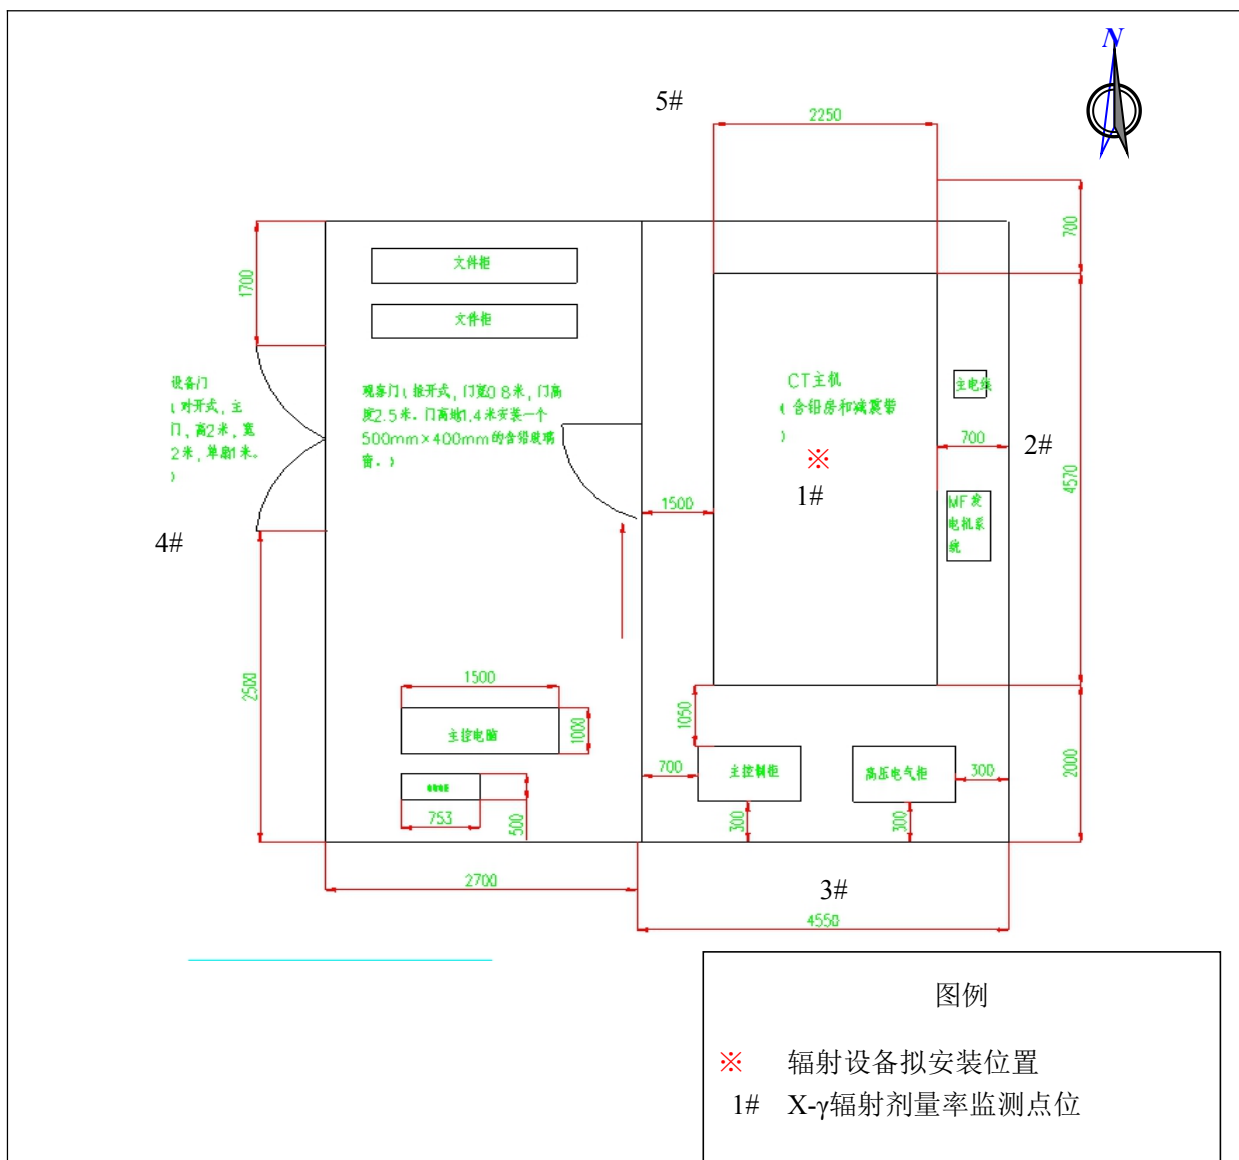 N
5#
2250
700
1700
文件柜
文件柜
设备门
(对开式, 主
门, 高2米, 宽
2米, 单扇1米。
)
观察门(推开式, 门宽0.8米, 门高
度2.5米。门高地1.4米安装一个
500mm×400mm的含铅玻璃
窗。)
CT主机
(含铅房和减震带
)
※
1#
主电缆
700
2#
4570
MF发
电机系
统
1500
4#
2500
1500
1000
主控电脑
753
500
1050
700
主控制柜
高压电气柜
300
300
300
2000
2700
3#
4550
图例
※ 辐射设备拟安装位置
1# X-γ辐射剂量率监测点位